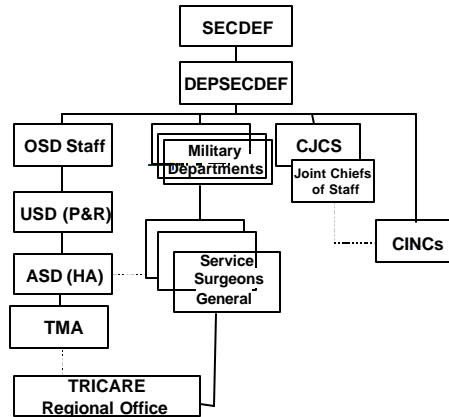 SECDEF
DEPSECDEF
OSD Staff
Military
Departments
CJCS
Joint Chiefs
of Staff
USD (P&R)
CINCs
ASD (HA)
Service
Surgeons
General
TMA
TRICARE
Regional Office